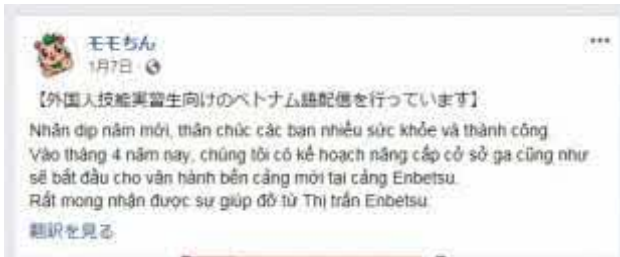 モモちん
1月7日
【外国人技能実習生向けのベトナム語配信を行っています】
Nhân dịp năm mới, thân chúc các bạn nhiều sức khỏe và thành công
Vào tháng 4 năm nay, chúng tôi có kế hoạch nâng cấp cở sở ga cũng như
sẽ bắt đầu cho vân hành bến cảng mới tại cảng Enbetsu.
Rất mong nhận được sự giúp đỡ từ Thị trấn Enbetsu.
翻訳を見る